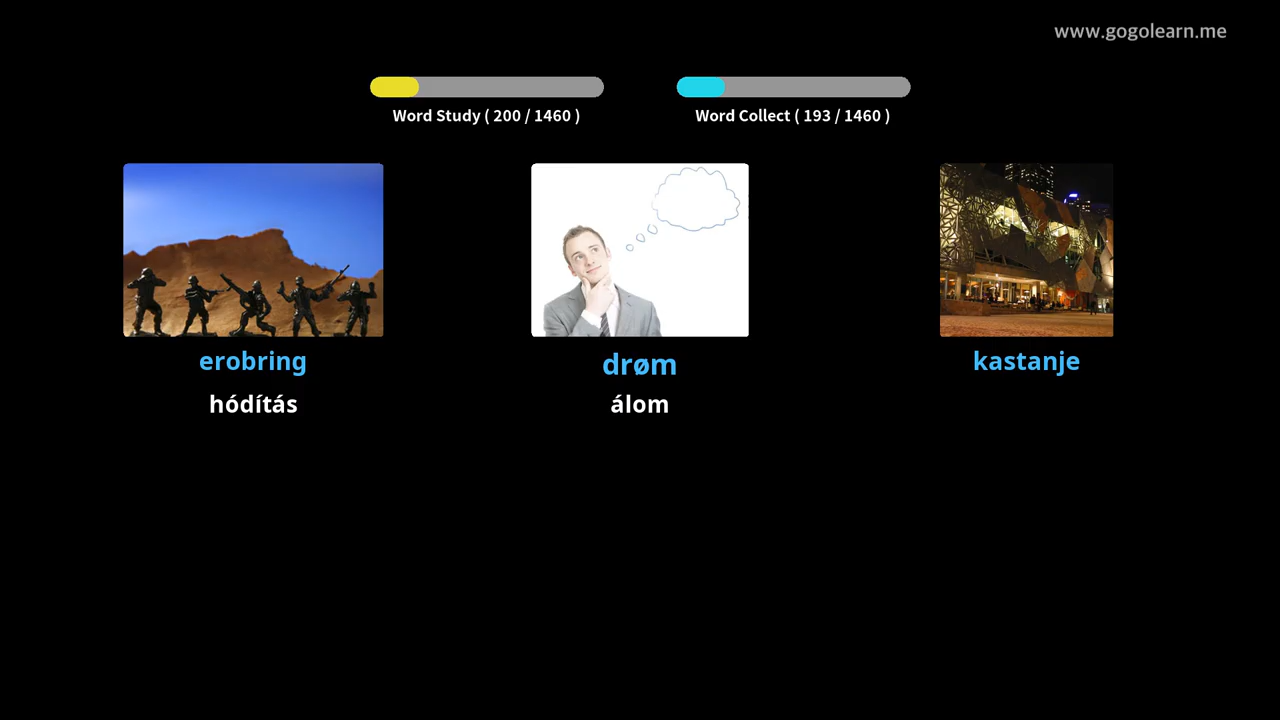 www.gogolearn.me
Word Study ( 200 / 1460 )
Word Collect ( 193 / 1460 )
erobring
drøm
kastanje
hódítás
álom